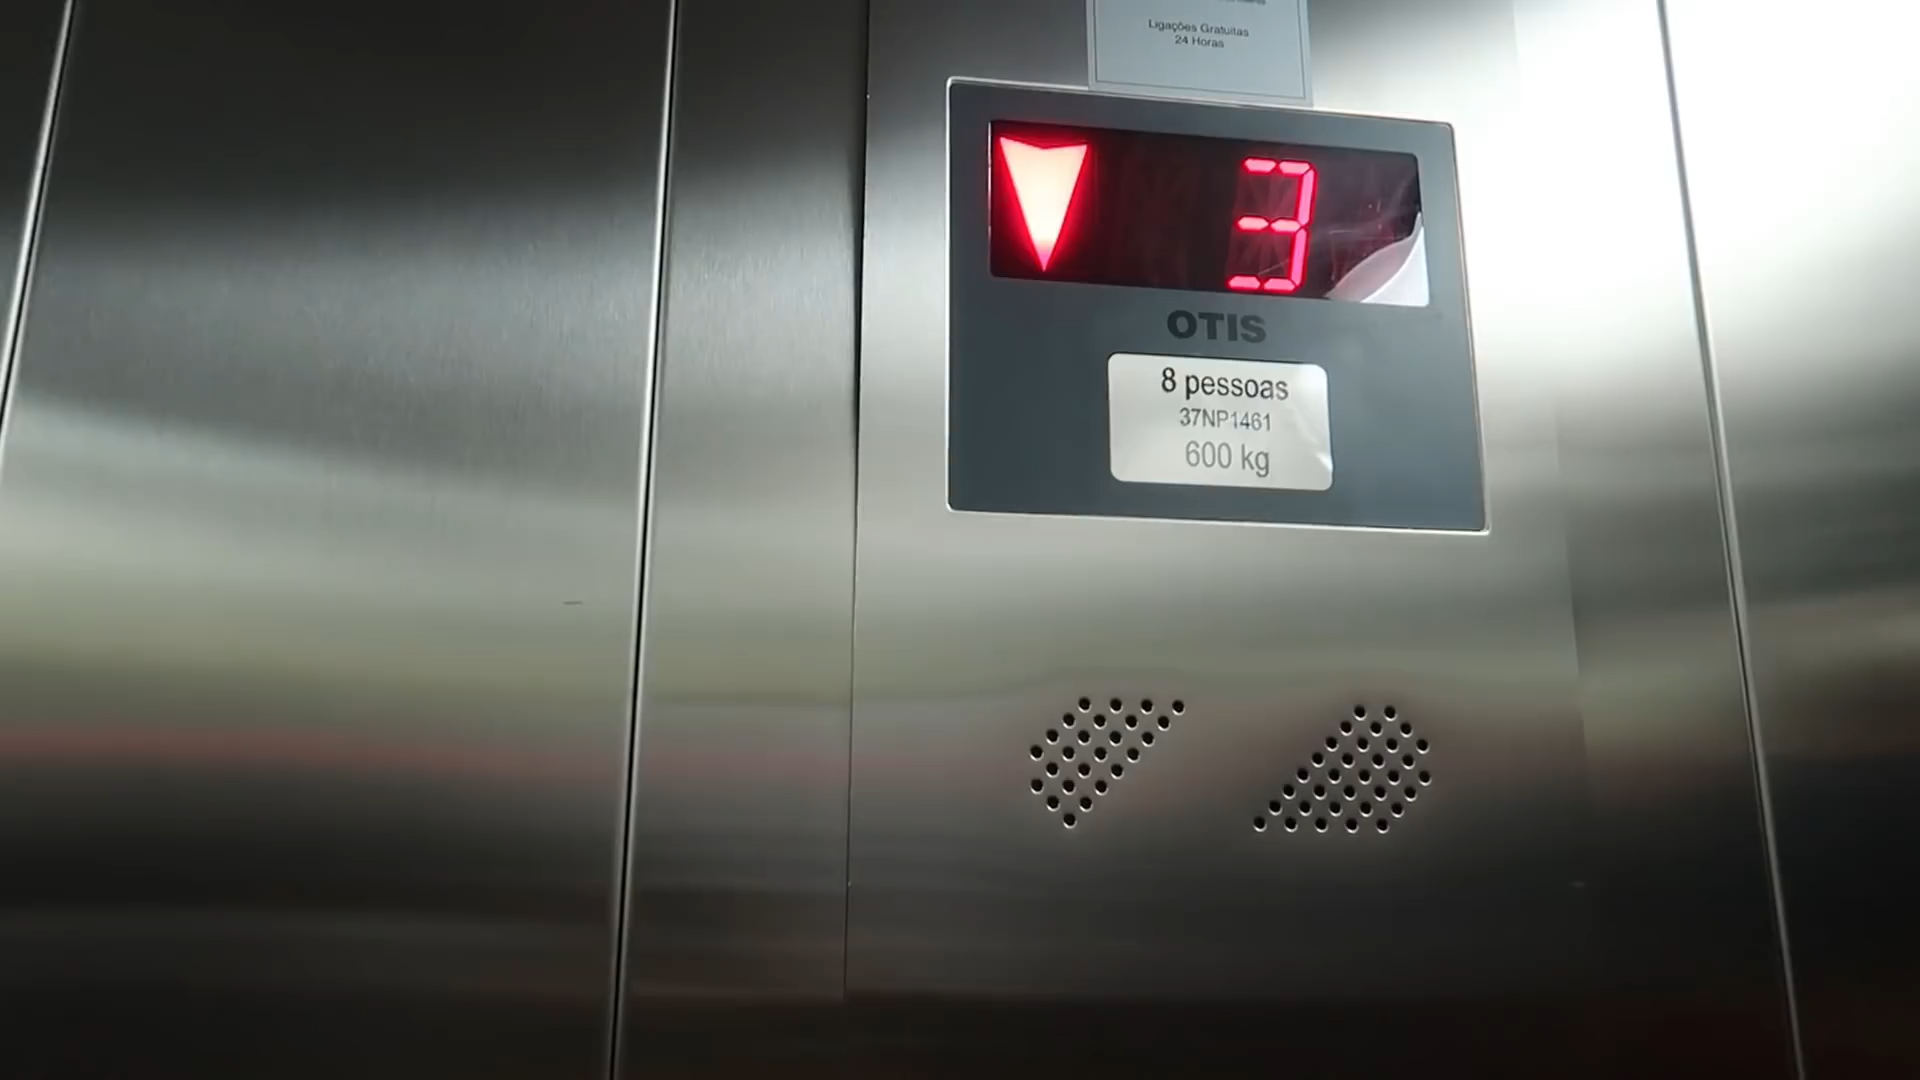 Ligações Gratuitas
24 Horas
3
OTIS
8 pessoas
37NP1461
600 kg